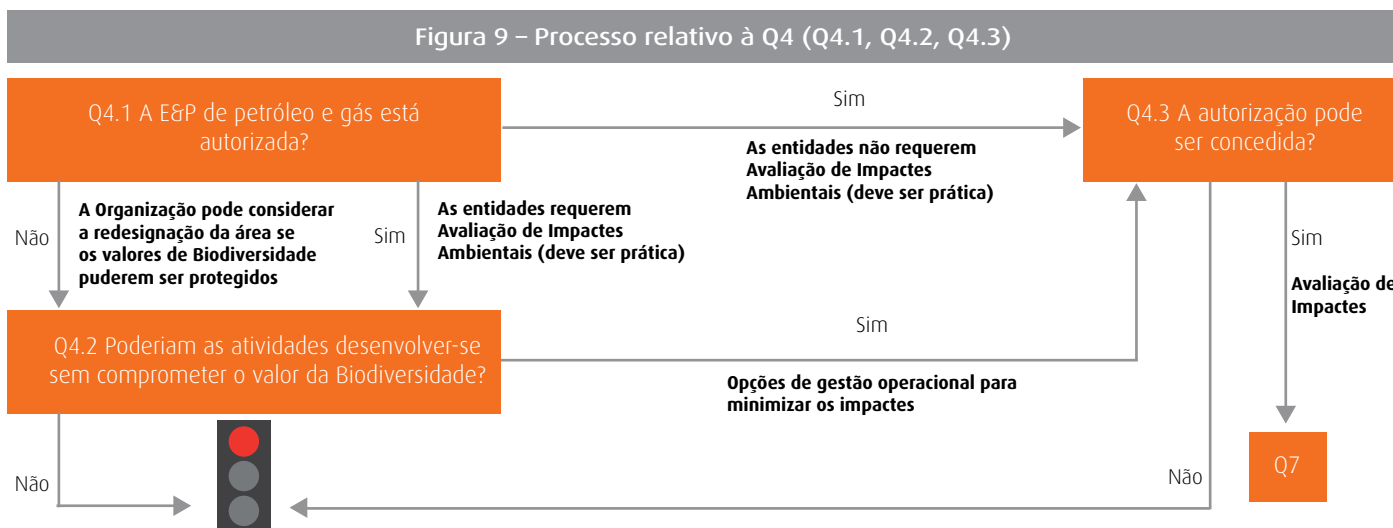 Figura 9 – Processo relativo à Q4 (Q4.1, Q4.2, Q4.3)
Q4.1 A E&P de petróleo e gás está
autorizada?
Sim
As entidades não requerem
Avaliação de Impactes
Ambientais (deve ser prática)
Q4.3 A autorização pode
ser concedida?
Não
A Organização pode considerar
a redesignação da área se
os valores de Biodiversidade
puderem ser protegidos
Sim
As entidades requerem
Avaliação de Impactes
Ambientais (deve ser prática)
Sim
Avaliação de
Impactes
Q4.2 Poderiam as atividades desenvolver-se
sem comprometer o valor da Biodiversidade?
Sim
Opções de gestão operacional para
minimizar os impactes
Não
Não
Q7